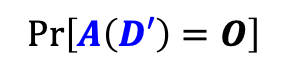 Pr[A(D′) = O]